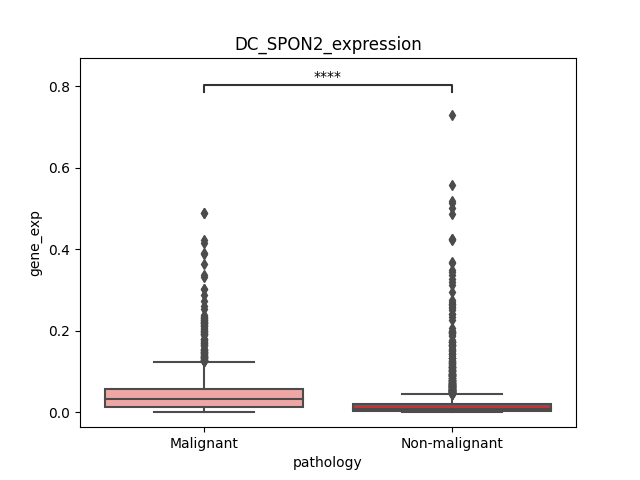 DC_SPON2_expression
****
0.8
0.6
0.4
0.2
0.0
gene_exp
Malignant
Non-malignant
pathology